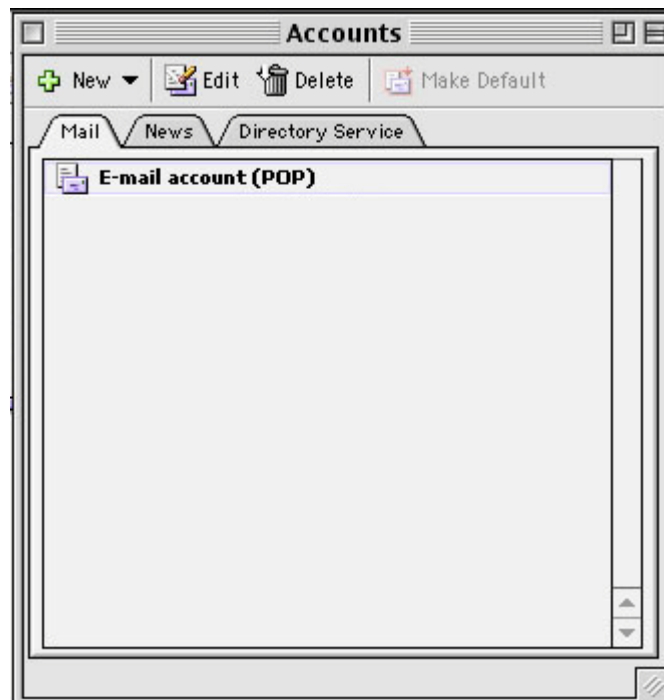 Accounts
New Edit Delete Make Default
Mail News Directory Service
E-mail account (POP)